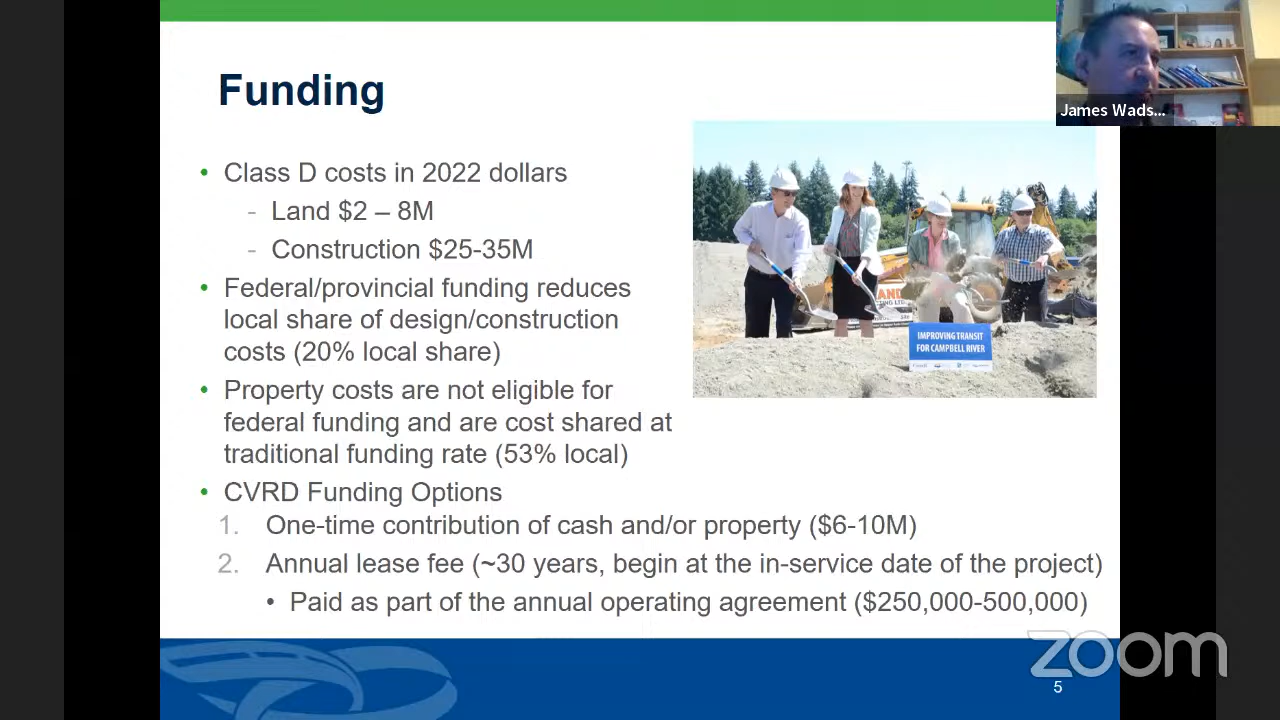 Funding
James Wads...
• Class D costs in 2022 dollars
- Land $2 – 8M
- Construction $25-35M
• Federal/provincial funding reduces
local share of design/construction
costs (20% local share)
• Property costs are not eligible for
federal funding and are cost shared at
traditional funding rate (53% local)
• CVRD Funding Options
1. One-time contribution of cash and/or property ($6-10M)
2. Annual lease fee (~30 years, begin at the in-service date of the project)
• Paid as part of the annual operating agreement ($250,000-500,000)
IMPROVING TRANSIT
FOR CAMPBELL RIVER
zoom
5